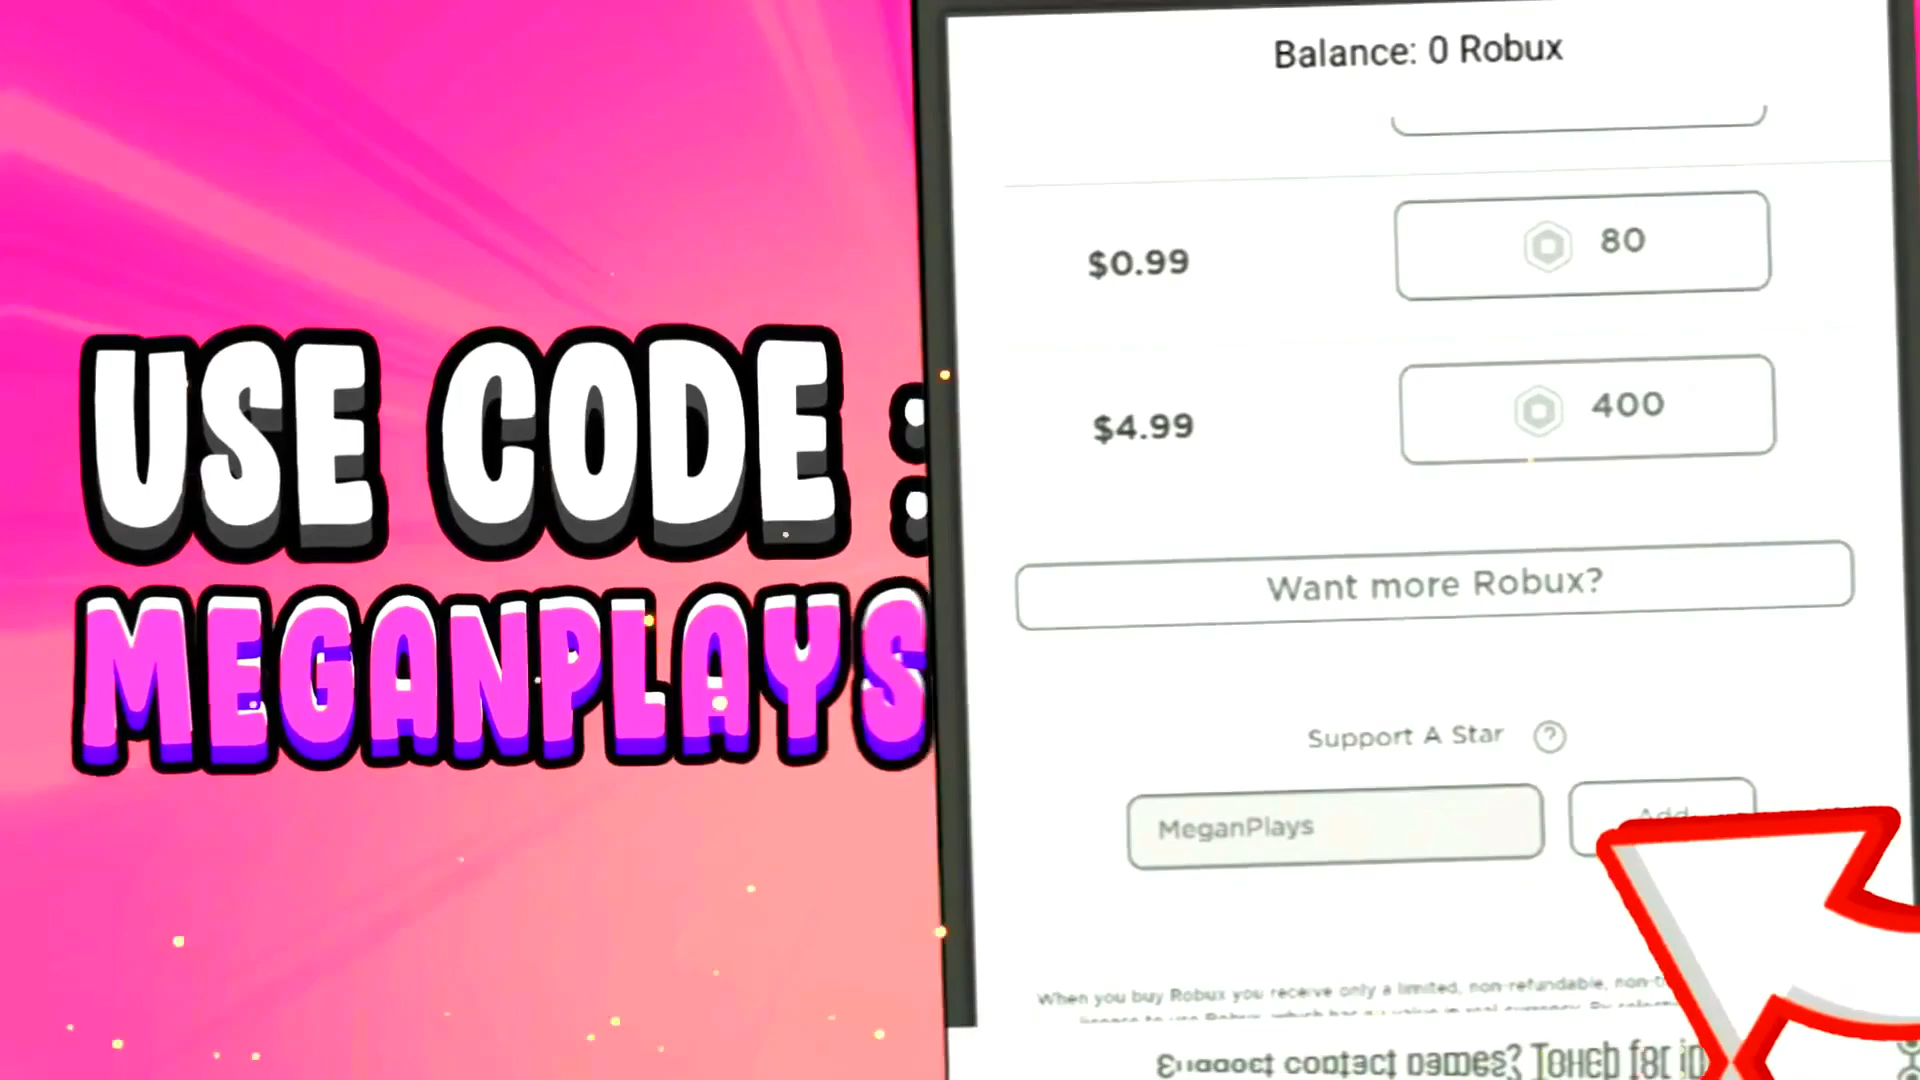 USE CODE :
MEGANPLAYS
Balance: 0 Robux
$0.99
80
$4.99
400
Want more Robux?
Support A Star ?
MeganPlays
Add
When you buy Robux you receive only a limited, non-refundable,